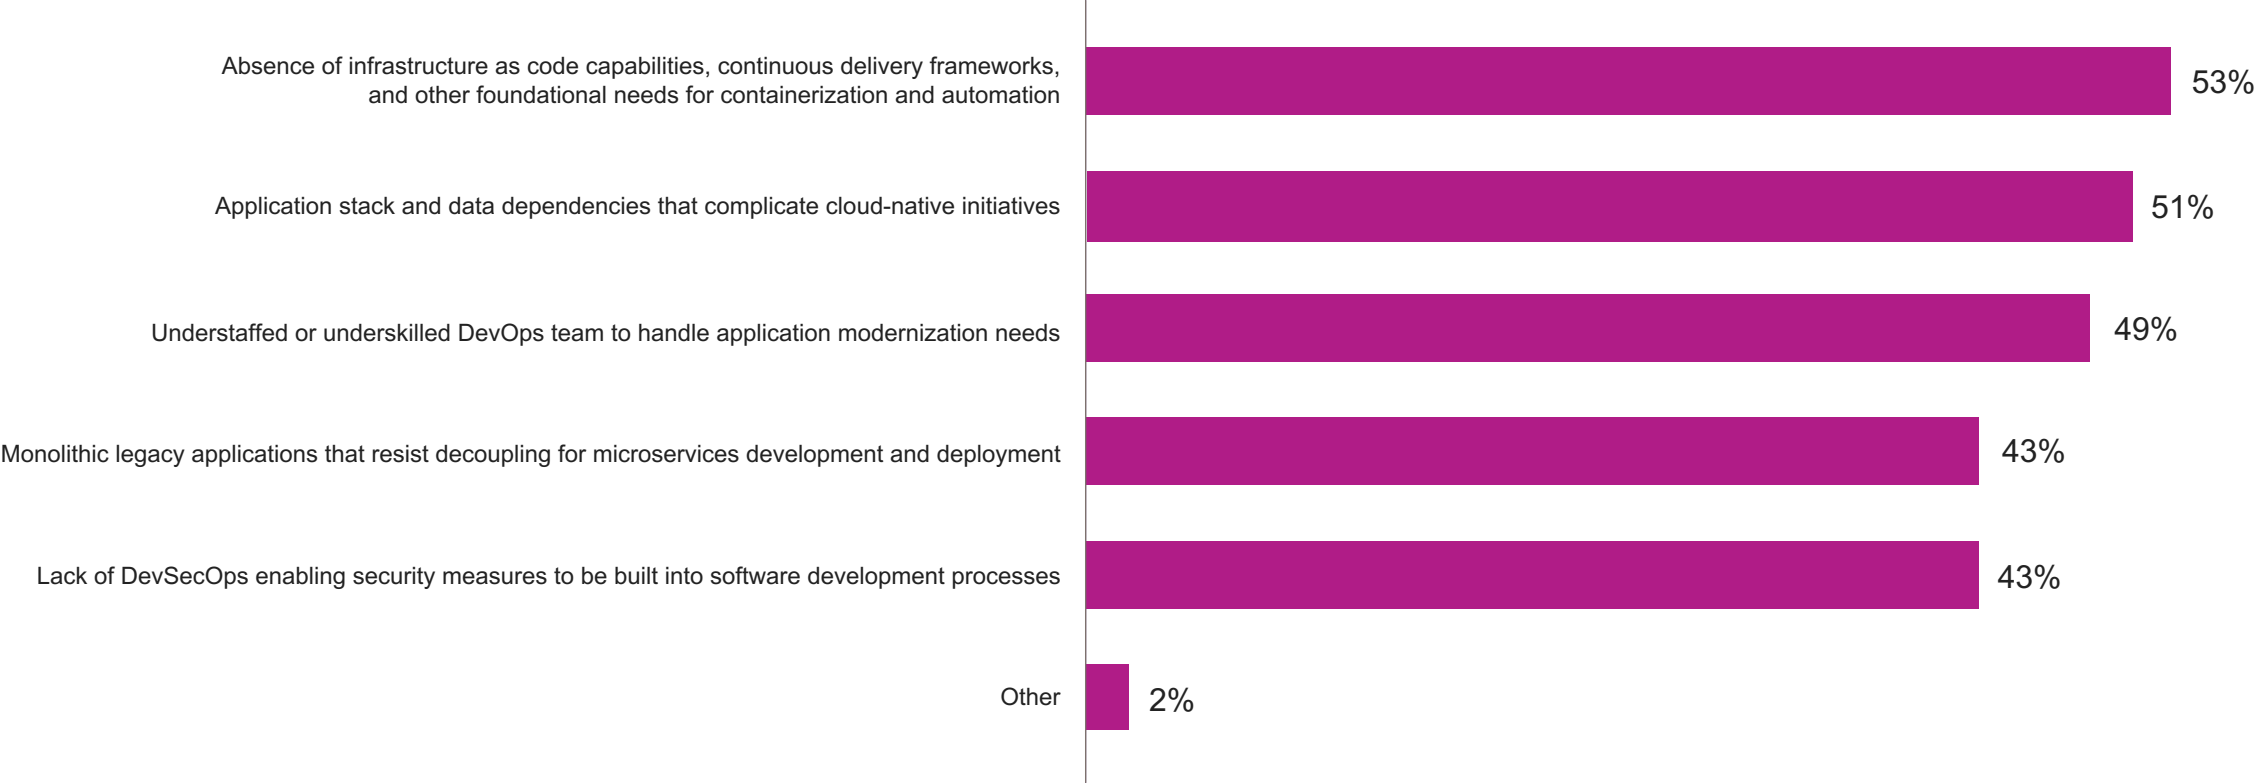 Absence of infrastructure as code capabilities, continuous delivery frameworks,
and other foundational needs for containerization and automation
53%
Application stack and data dependencies that complicate cloud-native initiatives
51%
Understaffed or underskilled DevOps team to handle application modernization needs
49%
Monolithic legacy applications that resist decoupling for microservices development and deployment
43%
Lack of DevSecOps enabling security measures to be built into software development processes
43%
Other
2%